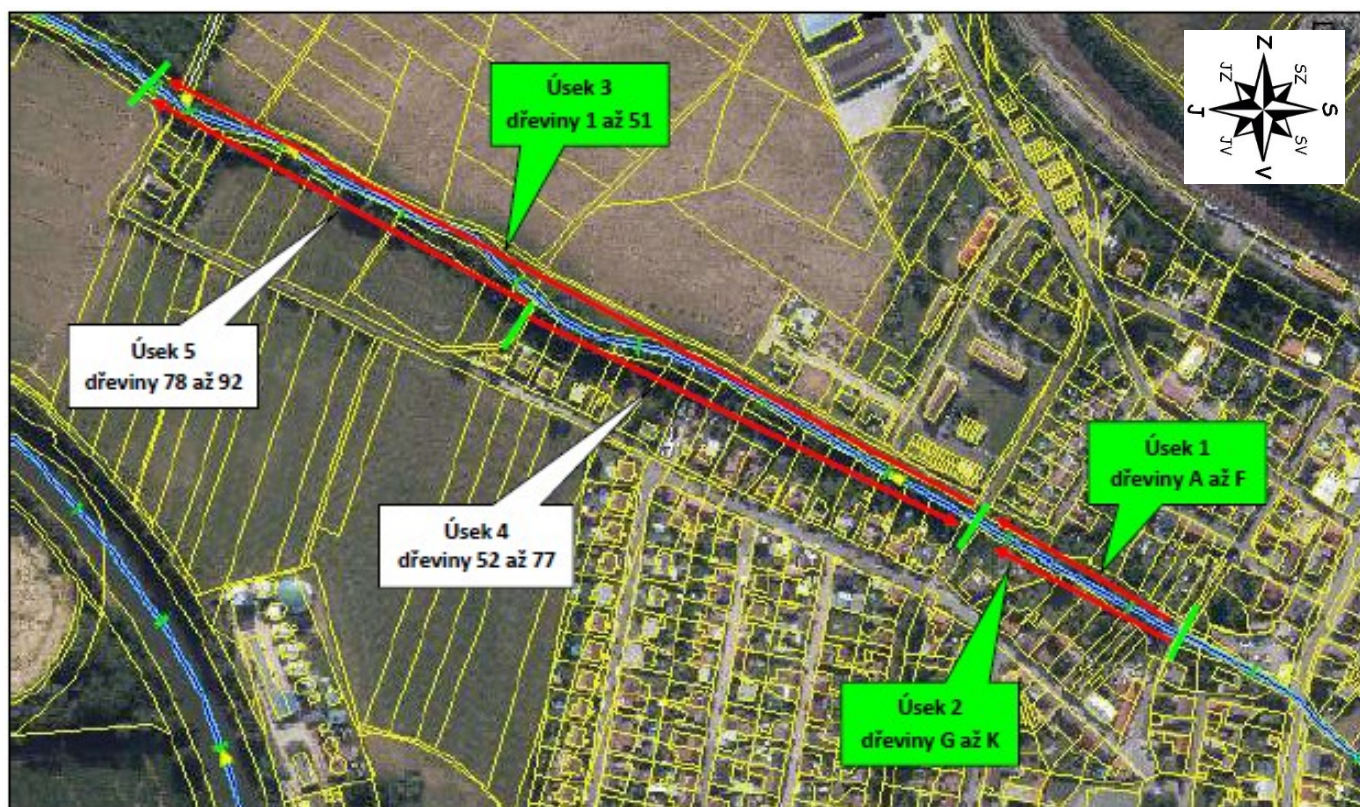 Z
JZ
SZ
J
S
JV
SV
V
Úsek 3
dřeviny 1 až 51
Úsek 5
dřeviny 78 až 92
Úsek 1
dřeviny A až F
Úsek 4
dřeviny 52 až 77
Úsek 2
dřeviny G až K